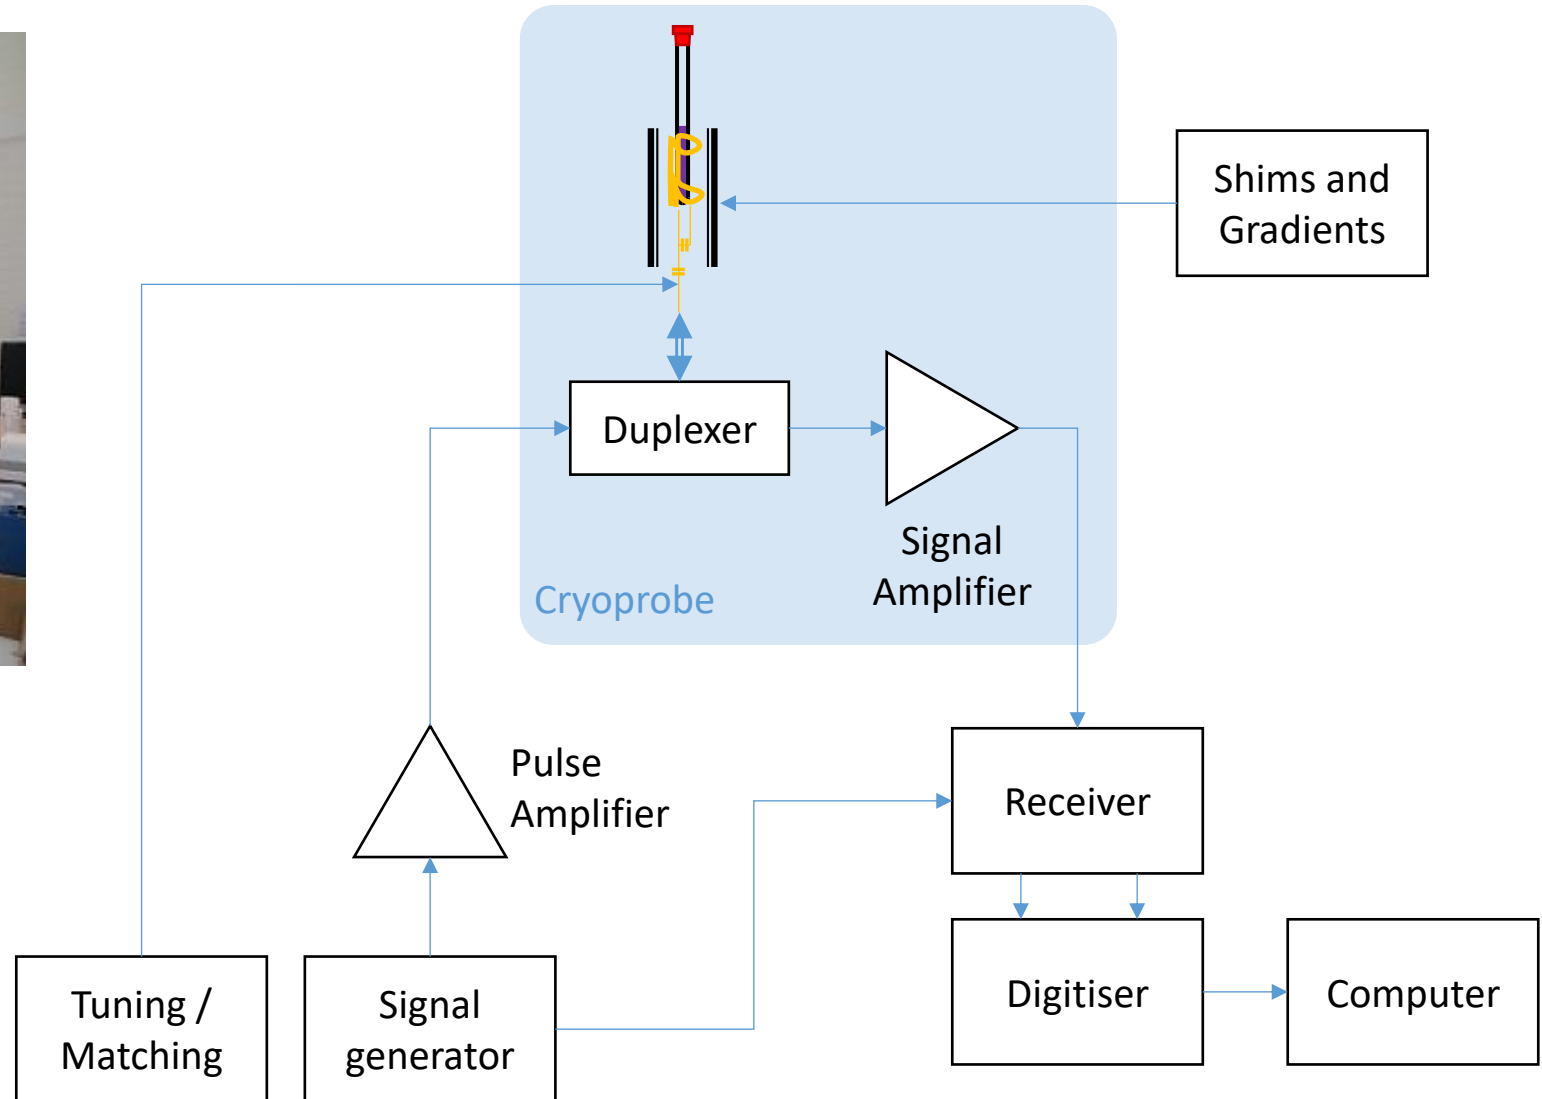 Shims and
Gradients
Duplexer
Signal
Amplifier
Cryoprobe
Pulse
Amplifier
Receiver
Tuning /
Matching
Signal
generator
Digitiser
Computer